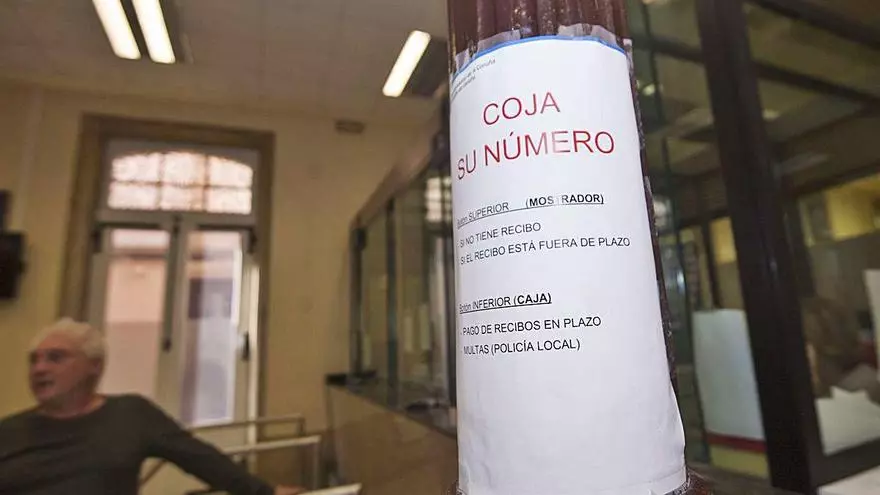 COJA
SU NÚMERO
BOTÓN SUPERIOR (MOSTRADOR)
- SI NO TIENE RECIBO
- SI EL RECIBO ESTÁ FUERA DE PLAZO
Botón INFERIOR (CAJA)
- PAGO DE RECIBOS EN PLAZO
- MULTAS (POLICÍA LOCAL)